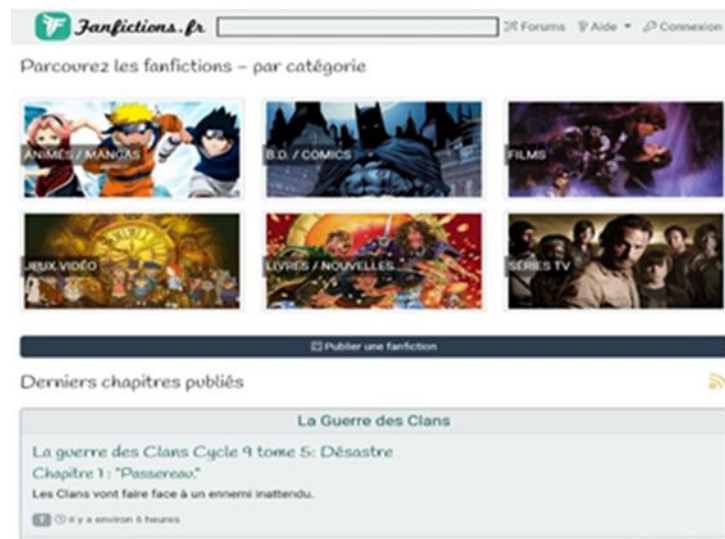 Fanfictions.fr Forums Aide Connexion
Parcourez les fanfictions – par catégorie
ANIMES / MANGAS B.D. / COMICS FILMS
JEUX VIDÉO LIVRES / NOUVELLES SÉRIES TV
Publier une fanfiction
Derniers chapitres publiés
La Guerre des Clans
La guerre des Clans Cycle 9 tome 5: Désastre
Chapitre 1 : "Passereau."
Les Clans vont faire face à un ennemi inattendu.
T il y a environ 6 heures